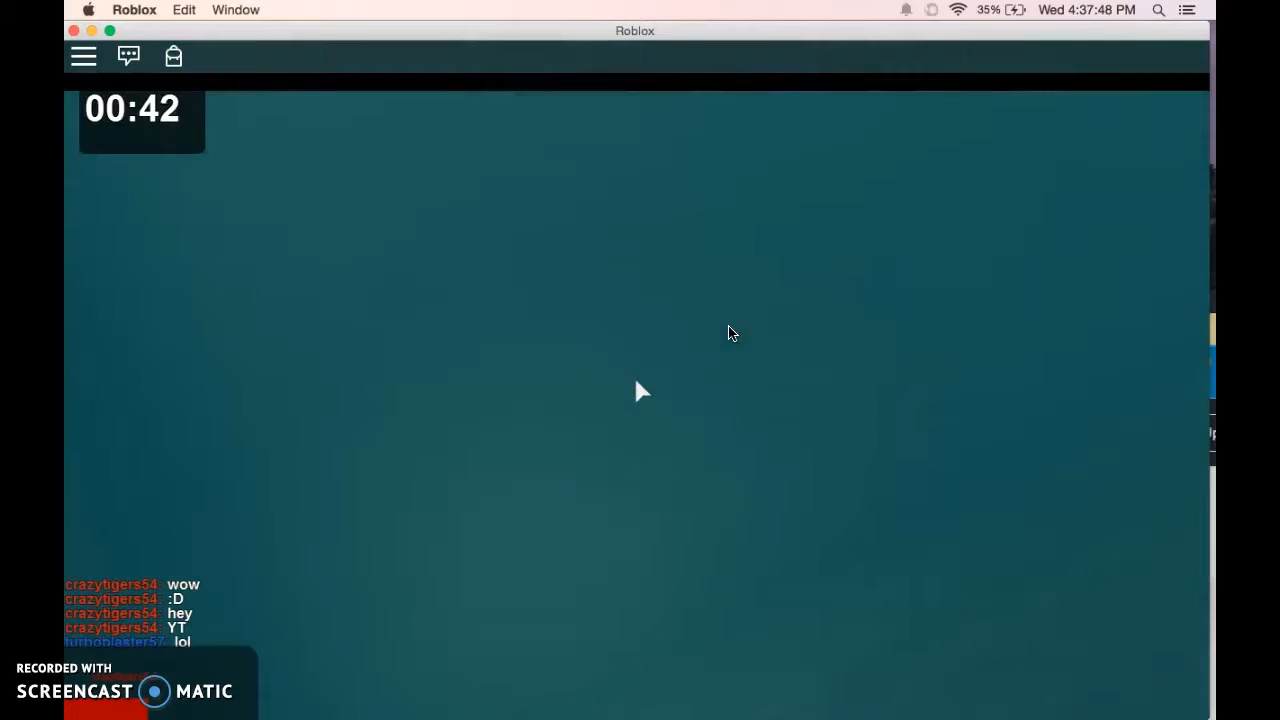 Roblox Edit Window 35% Wed 4:37:48 PM
Roblox
00:42
crazytigers54: wow
crazytigers54: :D
crazytigers54: hey
crazytigers54: YT
turboblaster57: lol
RECORDED WITH
SCREENCAST MATIC